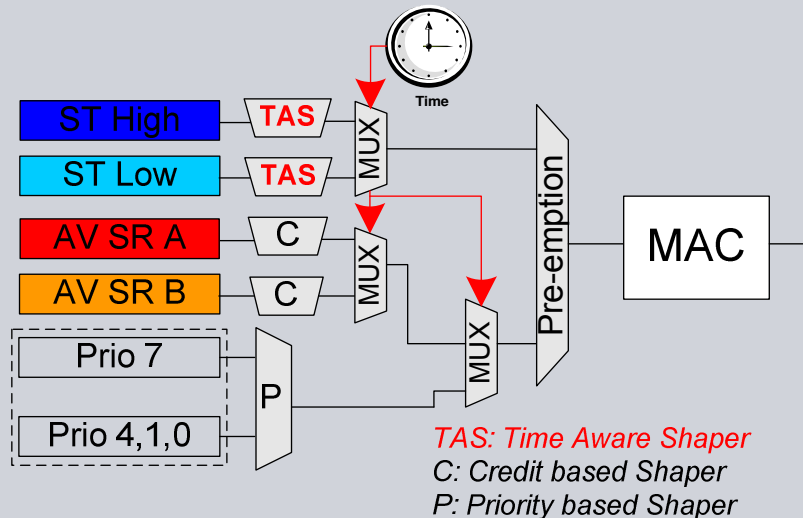 Time
ST High
TAS
MUX
ST Low
TAS
AV SR A
C
MUX
AV SR B
C
Pre-emption
MAC
MUX
Prio 7
P
Prio 4,1,0
TAS: Time Aware Shaper
C: Credit based Shaper
P: Priority based Shaper